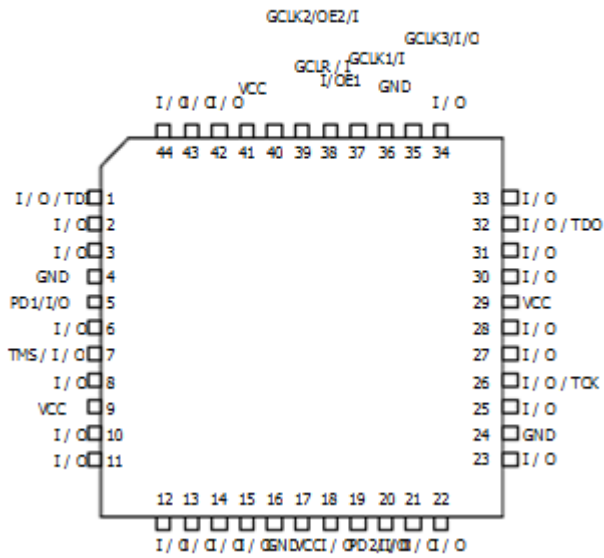 GCLK2/OE2/I
GCLK3/I/O
GCLK1/I
GCLR / I
I/OE1
VCC
GND
I / O I / O I / O
I / O
44 43 42 41 40 39 38 37 36 35 34
I / O / TDI 1
33 I / O
I / O 2
32 I / O / TDO
I / O 3
31 I / O
GND 4
30 I / O
PD1/I/O 5
29 VCC
I / O 6
28 I / O
TMS / I / O 7
27 I / O
I / O 8
26 I / O / TCK
VCC 9
25 I / O
I / O 10
24 GND
I / O 11
23 I / O
12 13 14 15 16 17 18 19 20 21 22
I / O I / O I / O I / O GND VCC I / O PD2/I/O I / O I / O I / O